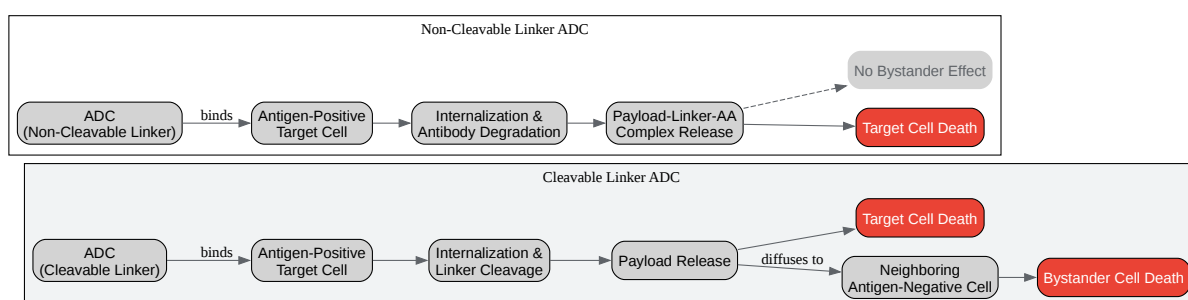 Non-Cleavable Linker ADC
No Bystander Effect
ADC
(Non-Cleavable Linker)
binds
Antigen-Positive
Target Cell
Internalization &
Antibody Degradation
Payload-Linker-AA
Complex Release
Target Cell Death
Cleavable Linker ADC
Target Cell Death
ADC
(Cleavable Linker)
binds
Antigen-Positive
Target Cell
Internalization &
Linker Cleavage
Payload Release
diffuses to
Neighboring
Antigen-Negative Cell
Bystander Cell Death